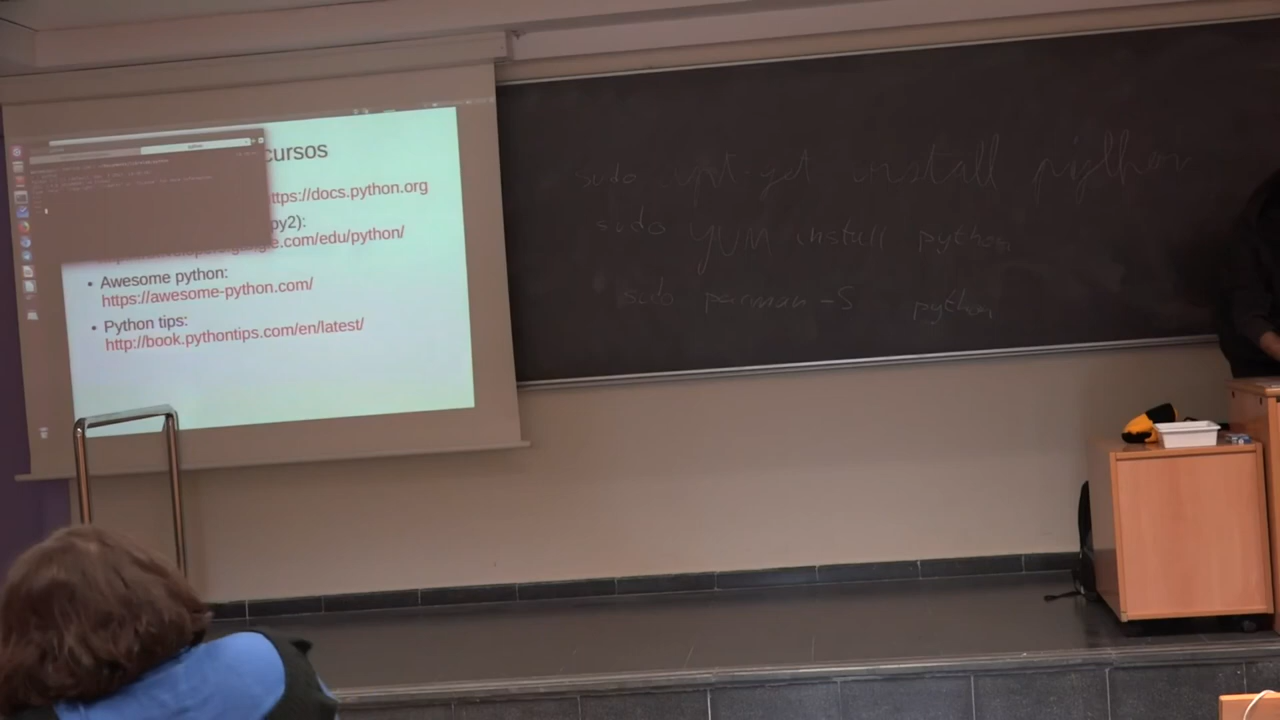 cursos
https://docs.python.org
py2):
.com/edu/python/
• Awesome python:
https://awesome-python.com/
• Python tips:
http://book.pythontips.com/en/latest/
sudo apt-get install python
sudo YUM install python
sudo pacman -S python